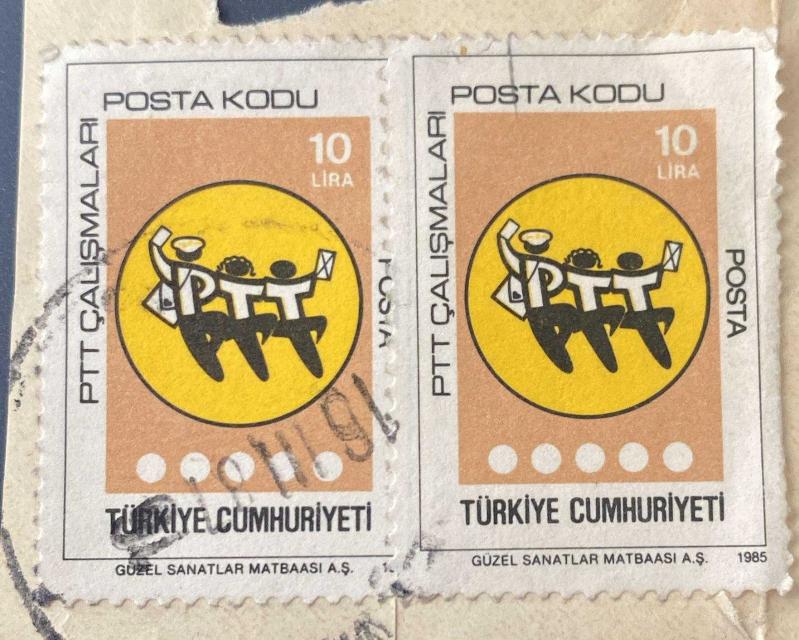 POSTA KODU
PTT ÇALIŞMALARI
10
LİRA
PTT
POSTA
TÜRKİYE CUMHURİYETİ
GÜZEL SANATLAR MATBAASI A.Ş.
POSTA KODU
PTT ÇALIŞMALARI
10
LİRA
PTT
POSTA
TÜRKİYE CUMHURİYETİ
GÜZEL SANATLAR MATBAASI A.Ş. 1985